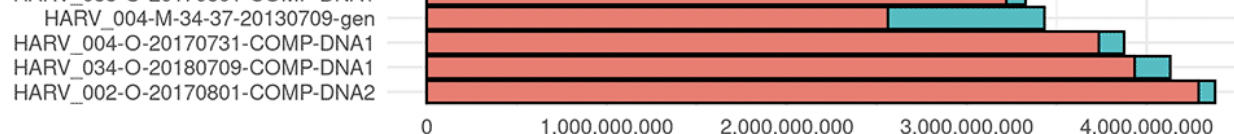 HARV_004-M-34-37-20130709-gen
HARV_004-O-20170731-COMP-DNA1
HARV_034-O-20180709-COMP-DNA1
HARV_002-O-20170801-COMP-DNA2
0 1,000,000,000 2,000,000,000 3,000,000,000 4,000,000,000